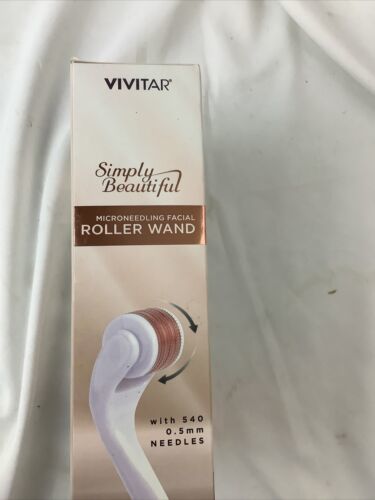 VIVITAR®
Simply
Beautiful
MICRONEEDLING FACIAL
ROLLER WAND
with 540
0.5mm
NEEDLES